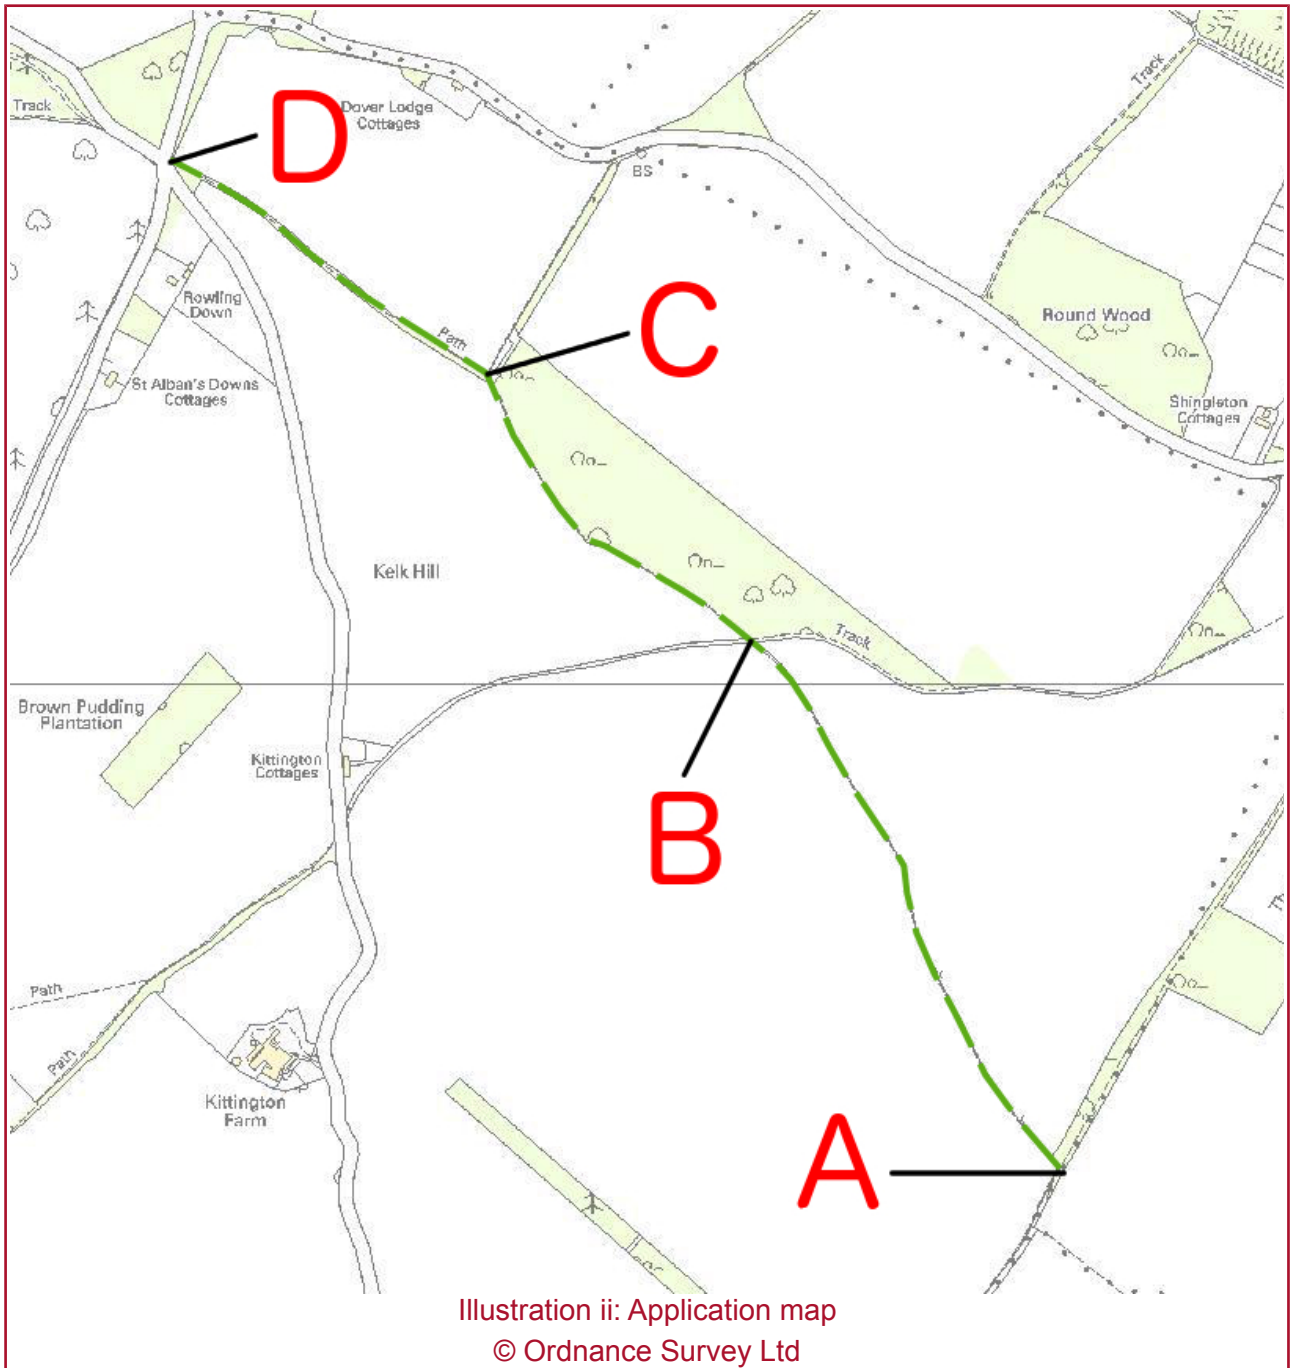 Track
D
Dover Lodge
Cottages
Track
BS
Rowling
Down
C
Round Wood
Path
St Alban's Downs
Cottages
Shingleton
Cottages
Kelk Hill
Track
Brown Pudding
Plantation
Kittington
Cottages
B
Path
Path
Kittington
Farm
A
Illustration ii: Application map
© Ordnance Survey Ltd